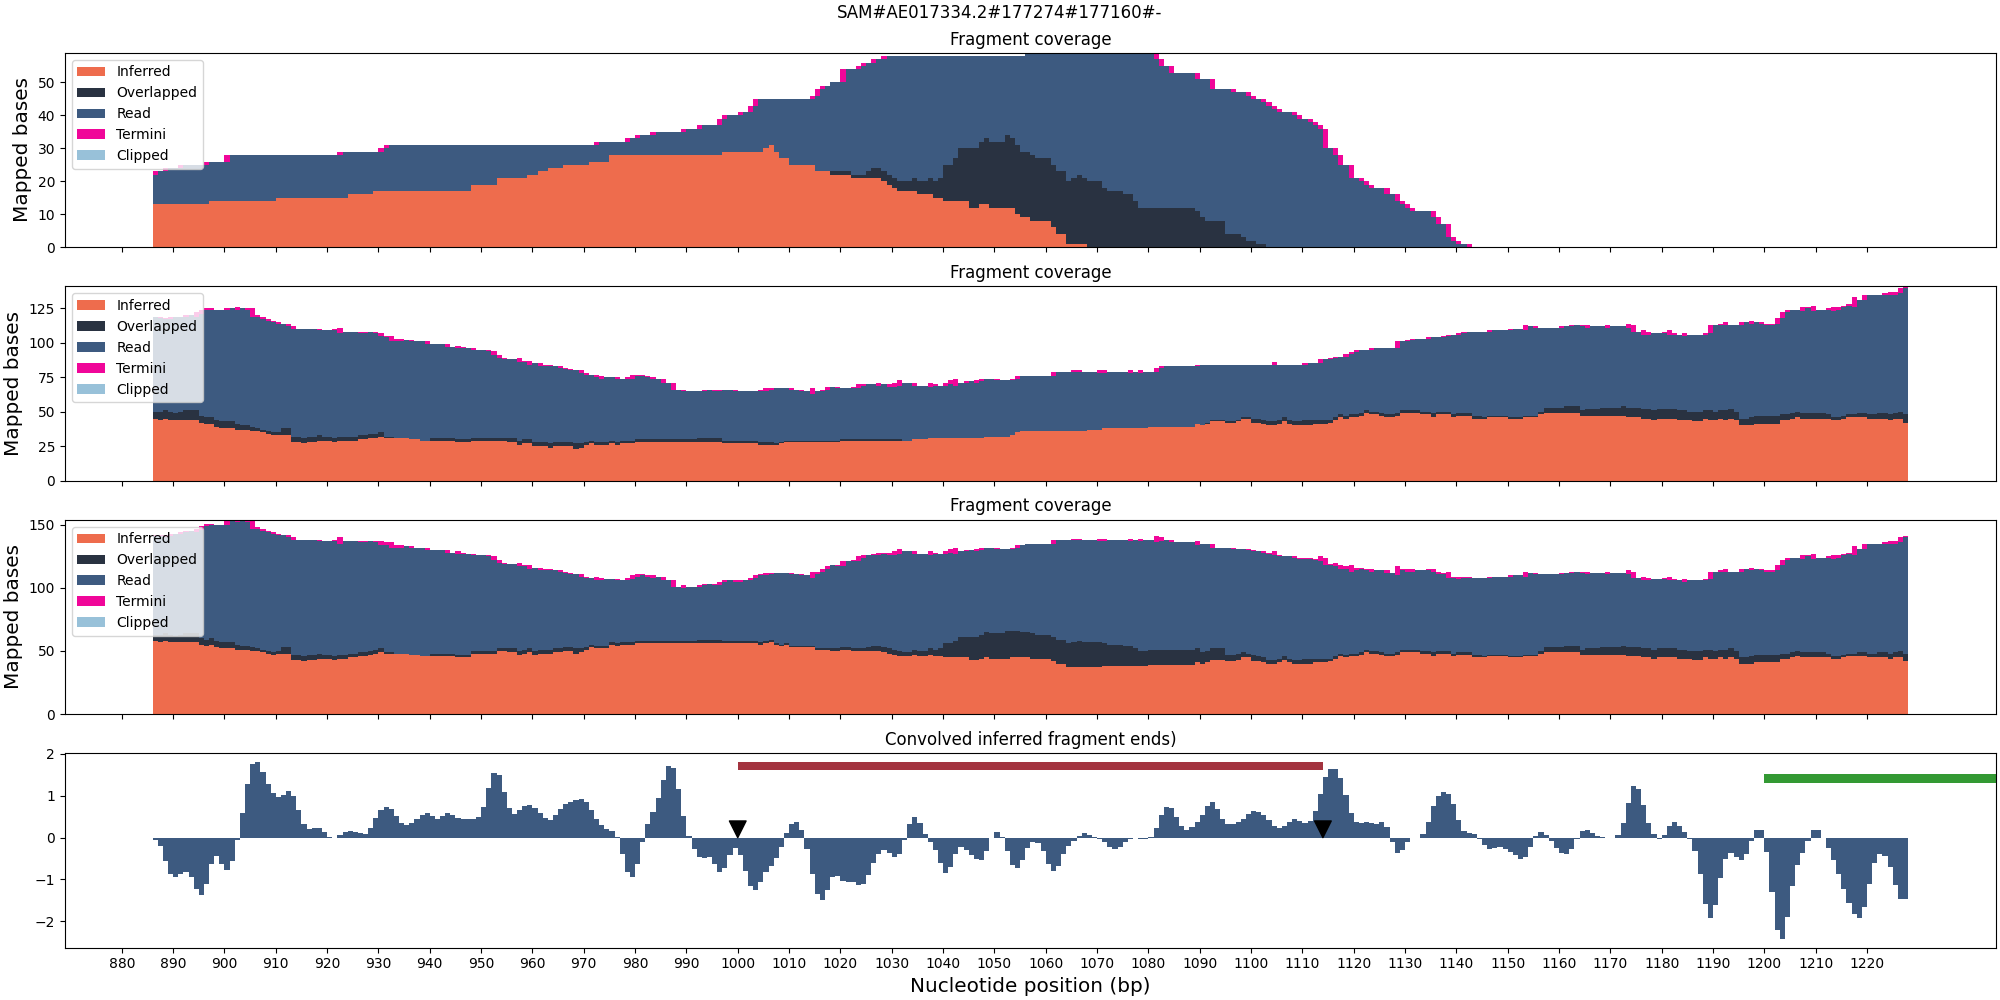 SAM#AE017334.2#177274#177160#-
Fragment coverage
Mapped bases
50
40
30
20
10
0
Inferred
Overlapped
Read
Termini
Clipped
Fragment coverage
Mapped bases
125
100
75
50
25
0
Inferred
Overlapped
Read
Termini
Clipped
Fragment coverage
Mapped bases
150
100
50
0
Inferred
Overlapped
Read
Termini
Clipped
Convolved inferred fragment ends)
2
1
0
−1
−2
880 890 900 910 920 930 940 950 960 970 980 990 1000 1010 1020 1030 1040 1050 1060 1070 1080 1090 1100 1110 1120 1130 1140 1150 1160 1170 1180 1190 1200 1210 1220
Nucleotide position (bp)